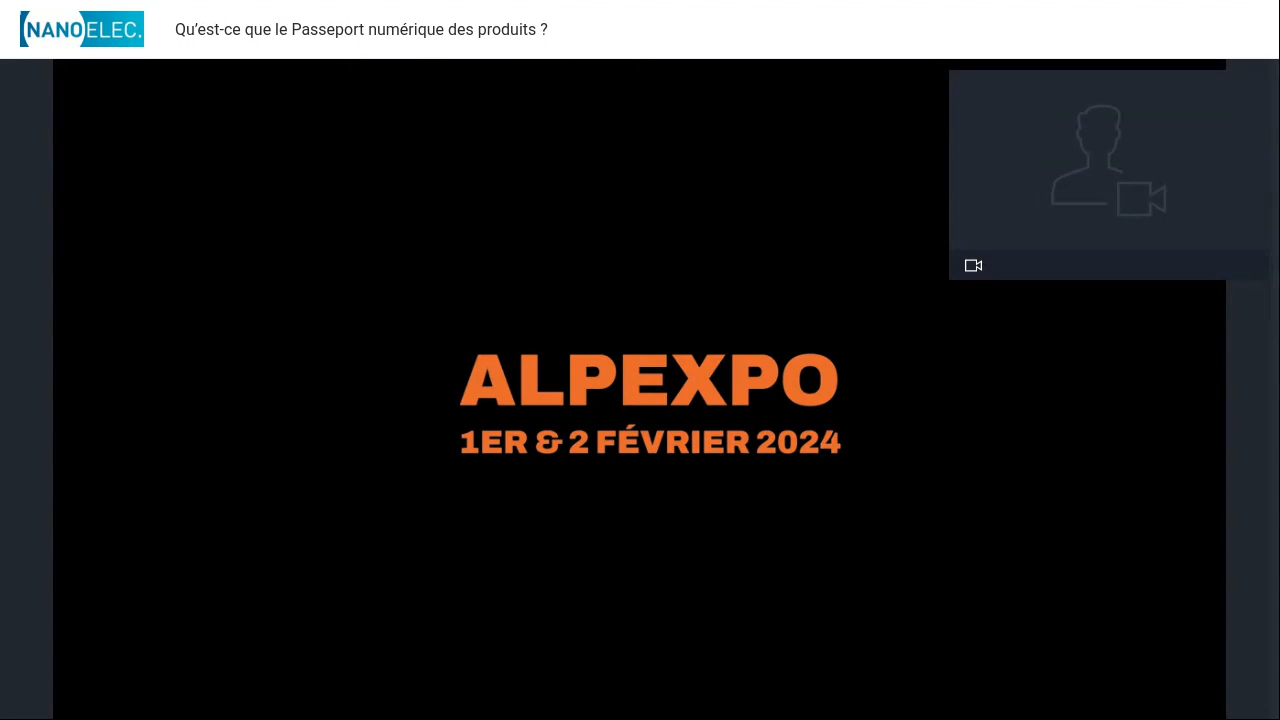 (NANOELEC.
Qu’est-ce que le Passeport numérique des produits ?
ALPEXPO
1ER & 2 FÉVRIER 2024